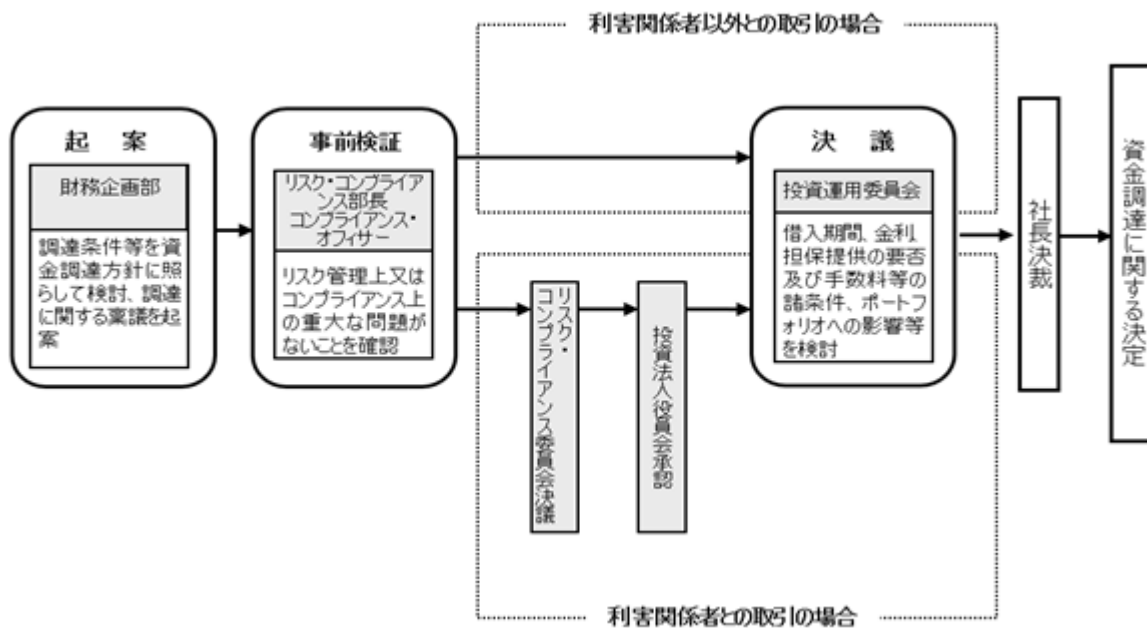 利害関係者以外との取引の場合
起　案
財務企画部
調達条件等を資
金調達方針に照
らして検討、調達
に関する稟議を起
案
事前検証
リスク・コンプライア
ンス部長
コンプライアンス・
オフィサー
リスク管理上又は
コンプライアンス上
の重大な問題が
ないことを確認
リスク・
コンプライアンス委員会決議
投資法人役員会承認
決　議
投資運用委員会
借入期間、金利、
担保提供の要否
及び手数料等の
諸条件、ポートフ
ォリオへの影響等
を検討
社長決裁
資金調達に関する決定
利害関係者との取引の場合